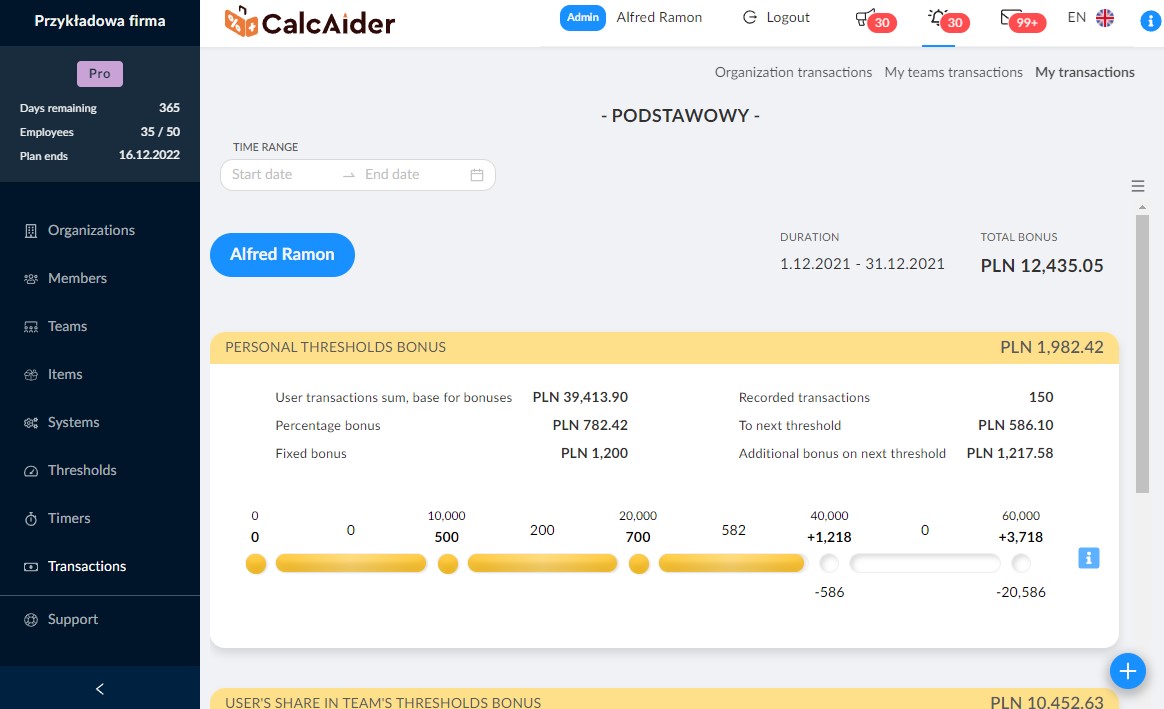 Przykładowa firma
CalcAider
Admin Alfred Ramon Logout 30 30 99+ EN
Pro
Days remaining 365
Employees 35 / 50
Plan ends 16.12.2022
Organizations
Members
Teams
Items
Systems
Thresholds
Timers
Transactions
Support
Organization transactions My teams transactions My transactions
- PODSTAWOWY -
TIME RANGE
Start date End date
Alfred Ramon
DURATION TOTAL BONUS
1.12.2021 - 31.12.2021 PLN 12,435.05
PERSONAL THRESHOLDS BONUS PLN 1,982.42
User transactions sum, base for bonuses PLN 39,413.90 Recorded transactions 150
Percentage bonus PLN 782.42 To next threshold PLN 586.10
Fixed bonus PLN 1,200 Additional bonus on next threshold PLN 1,217.58
0 10,000 20,000 40,000 60,000
0 200 582 0
0 500 700 +1,218 +3,718
-586 -20,586
USER'S SHARE IN TEAM'S THRESHOLDS BONUS PLN 10,452.63